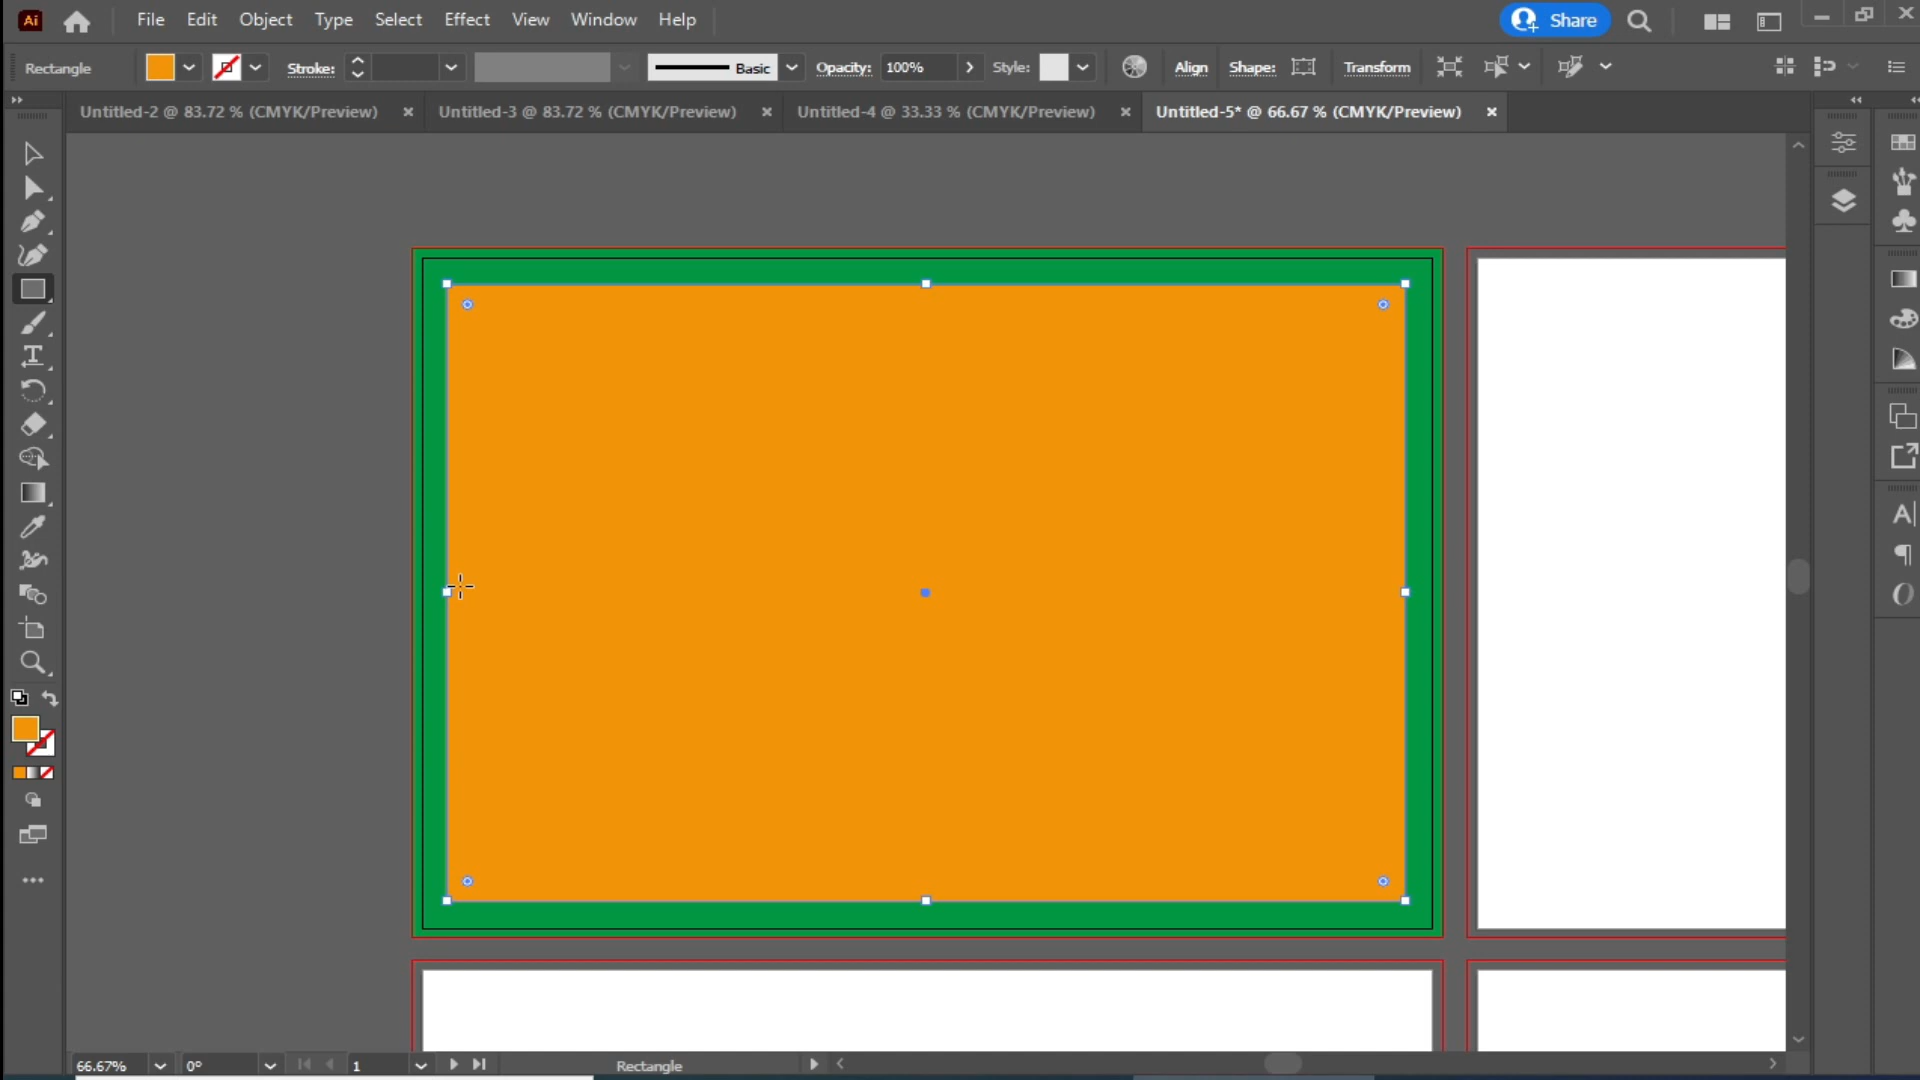 Ai File Edit Object Type Select Effect View Window Help Share
Rectangle Stroke: Basic Opacity: 100% Style: Align Shape: Transform
Untitled-2 @ 83.72 % (CMYK/Preview) Untitled-3 @ 83.72 % (CMYK/Preview) Untitled-4 @ 33.33 % (CMYK/Preview) Untitled-5* @ 66.67 % (CMYK/Preview)
66.67% 0° 1 Rectangle